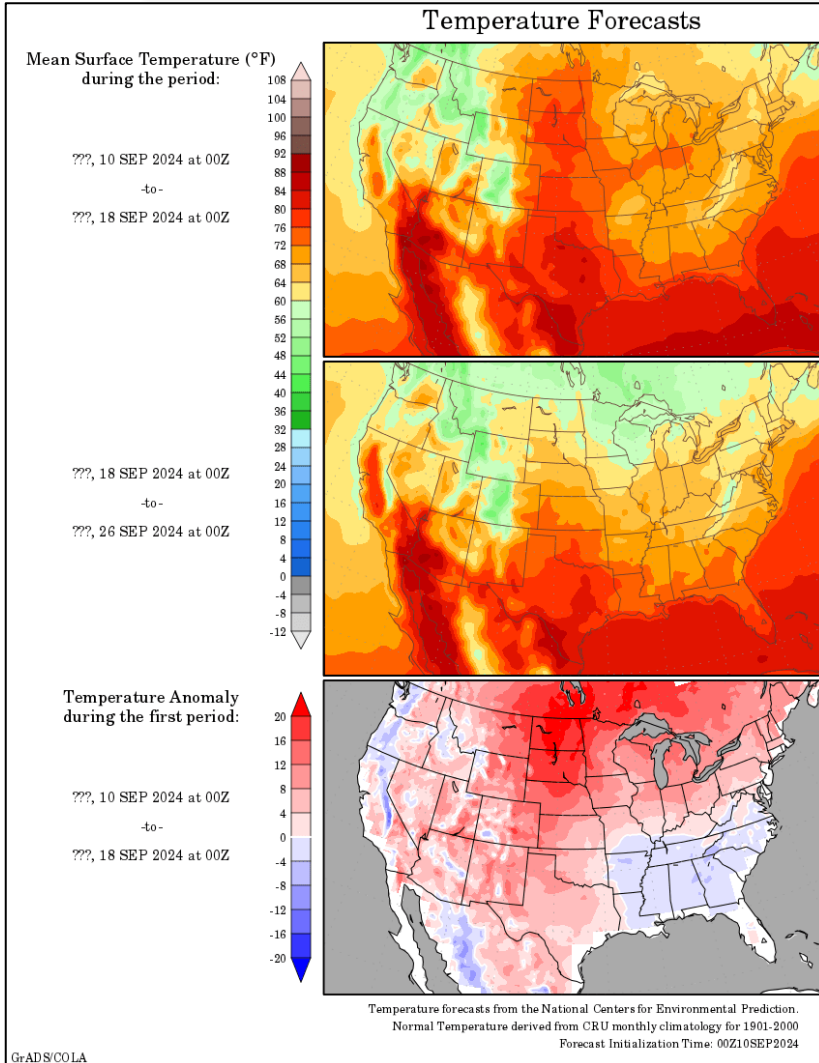 Temperature Forecasts
Mean Surface Temperature (°F)
during the period:
???, 10 SEP 2024 at 00Z
-to-
???, 18 SEP 2024 at 00Z
108
104
100
96
92
88
84
80
76
72
68
64
60
56
52
48
44
40
36
32
28
24
20
16
12
8
4
0
-4
-8
-12
???, 18 SEP 2024 at 00Z
-to-
???, 26 SEP 2024 at 00Z
Temperature Anomaly
during the first period:
???, 10 SEP 2024 at 00Z
-to-
???, 18 SEP 2024 at 00Z
20
16
12
8
4
0
-4
-8
-12
-16
-20
Temperature forecasts from the National Centers for Environmental Prediction.
Normal Temperature derived from CRU monthly climatology for 1901-2000
Forecast Initialization Time: 00Z10SEP2024
GrADS/COLA